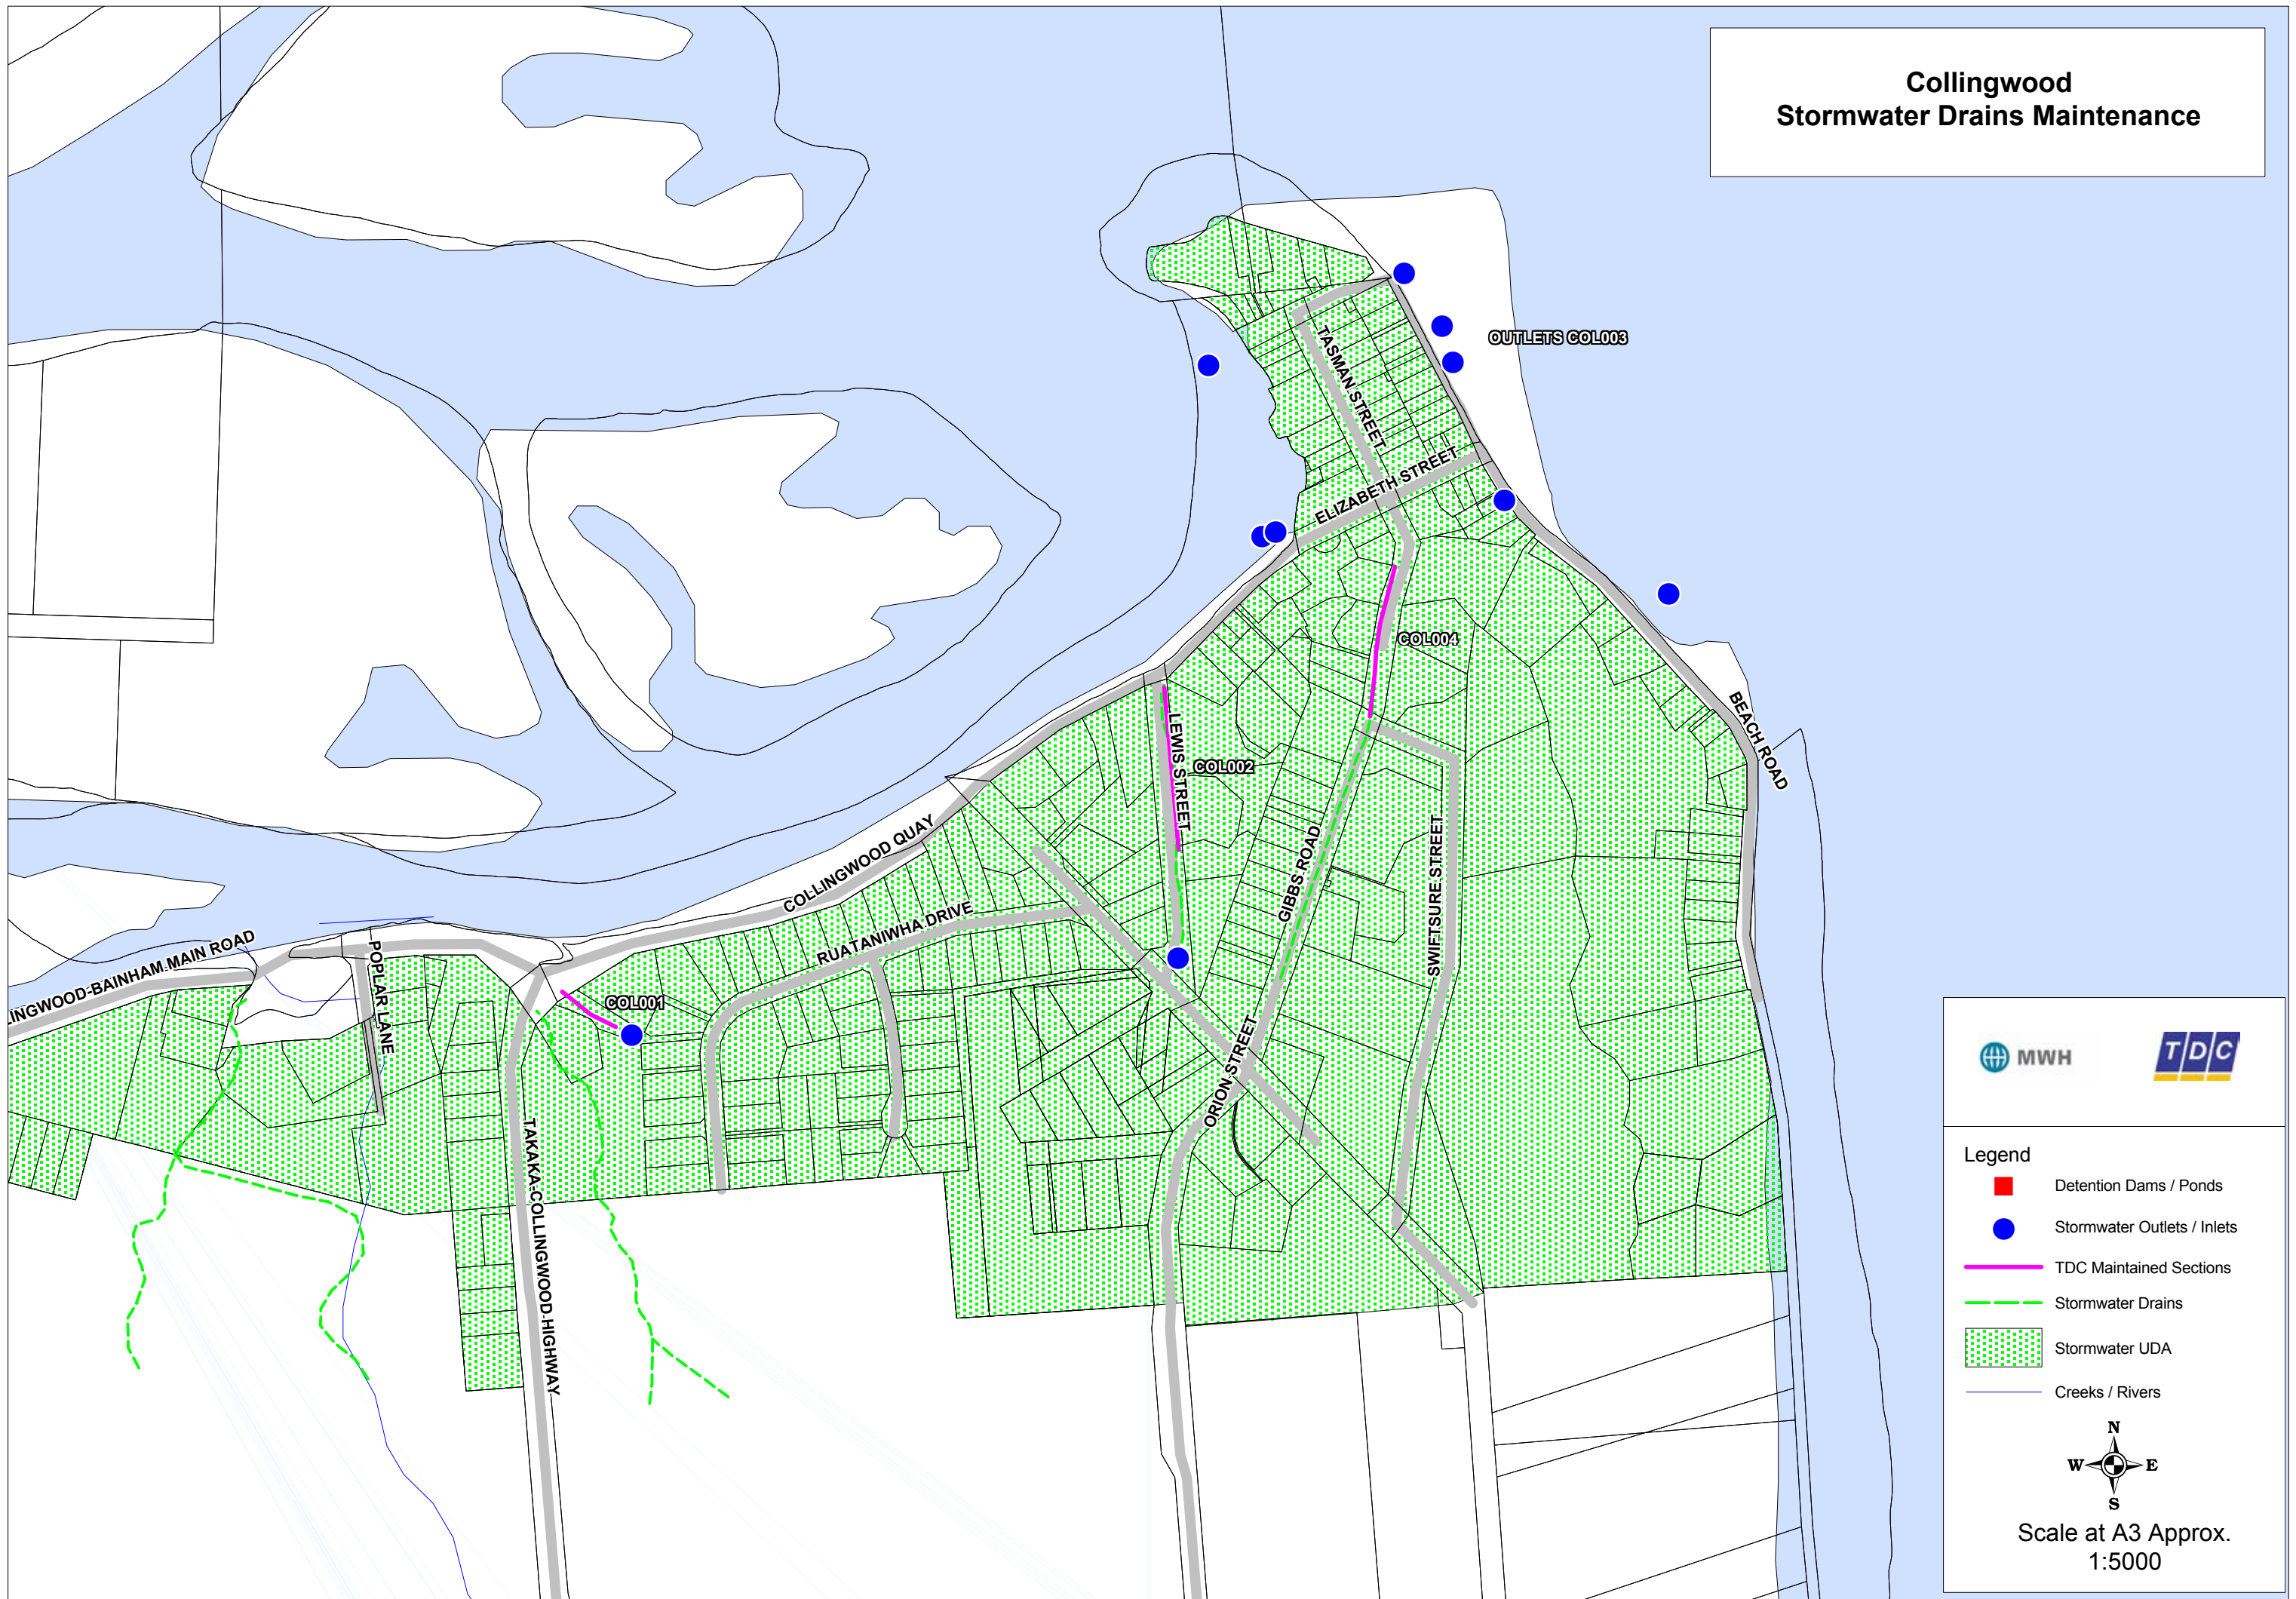 Collingwood
Stormwater Drains Maintenance
OUTLETS COL003
TASMAN STREET
ELIZABETH STREET
COL004
BEACH ROAD
LEWIS STREET
COL002
COLLINGWOOD QUAY
GIBBS ROAD
SWIFTSURE STREET
RUATANIWHA DRIVE
LINGWOOD-BAINHAM MAIN ROAD
POPLAR LANE
COL001
ORION STREET
TAKAKA-COLLINGWOOD-HIGHWAY
MWH
TDC
Legend
Detention Dams / Ponds
Stormwater Outlets / Inlets
TDC Maintained Sections
Stormwater Drains
Stormwater UDA
Creeks / Rivers
N
W E
S
Scale at A3 Approx.
1:5000